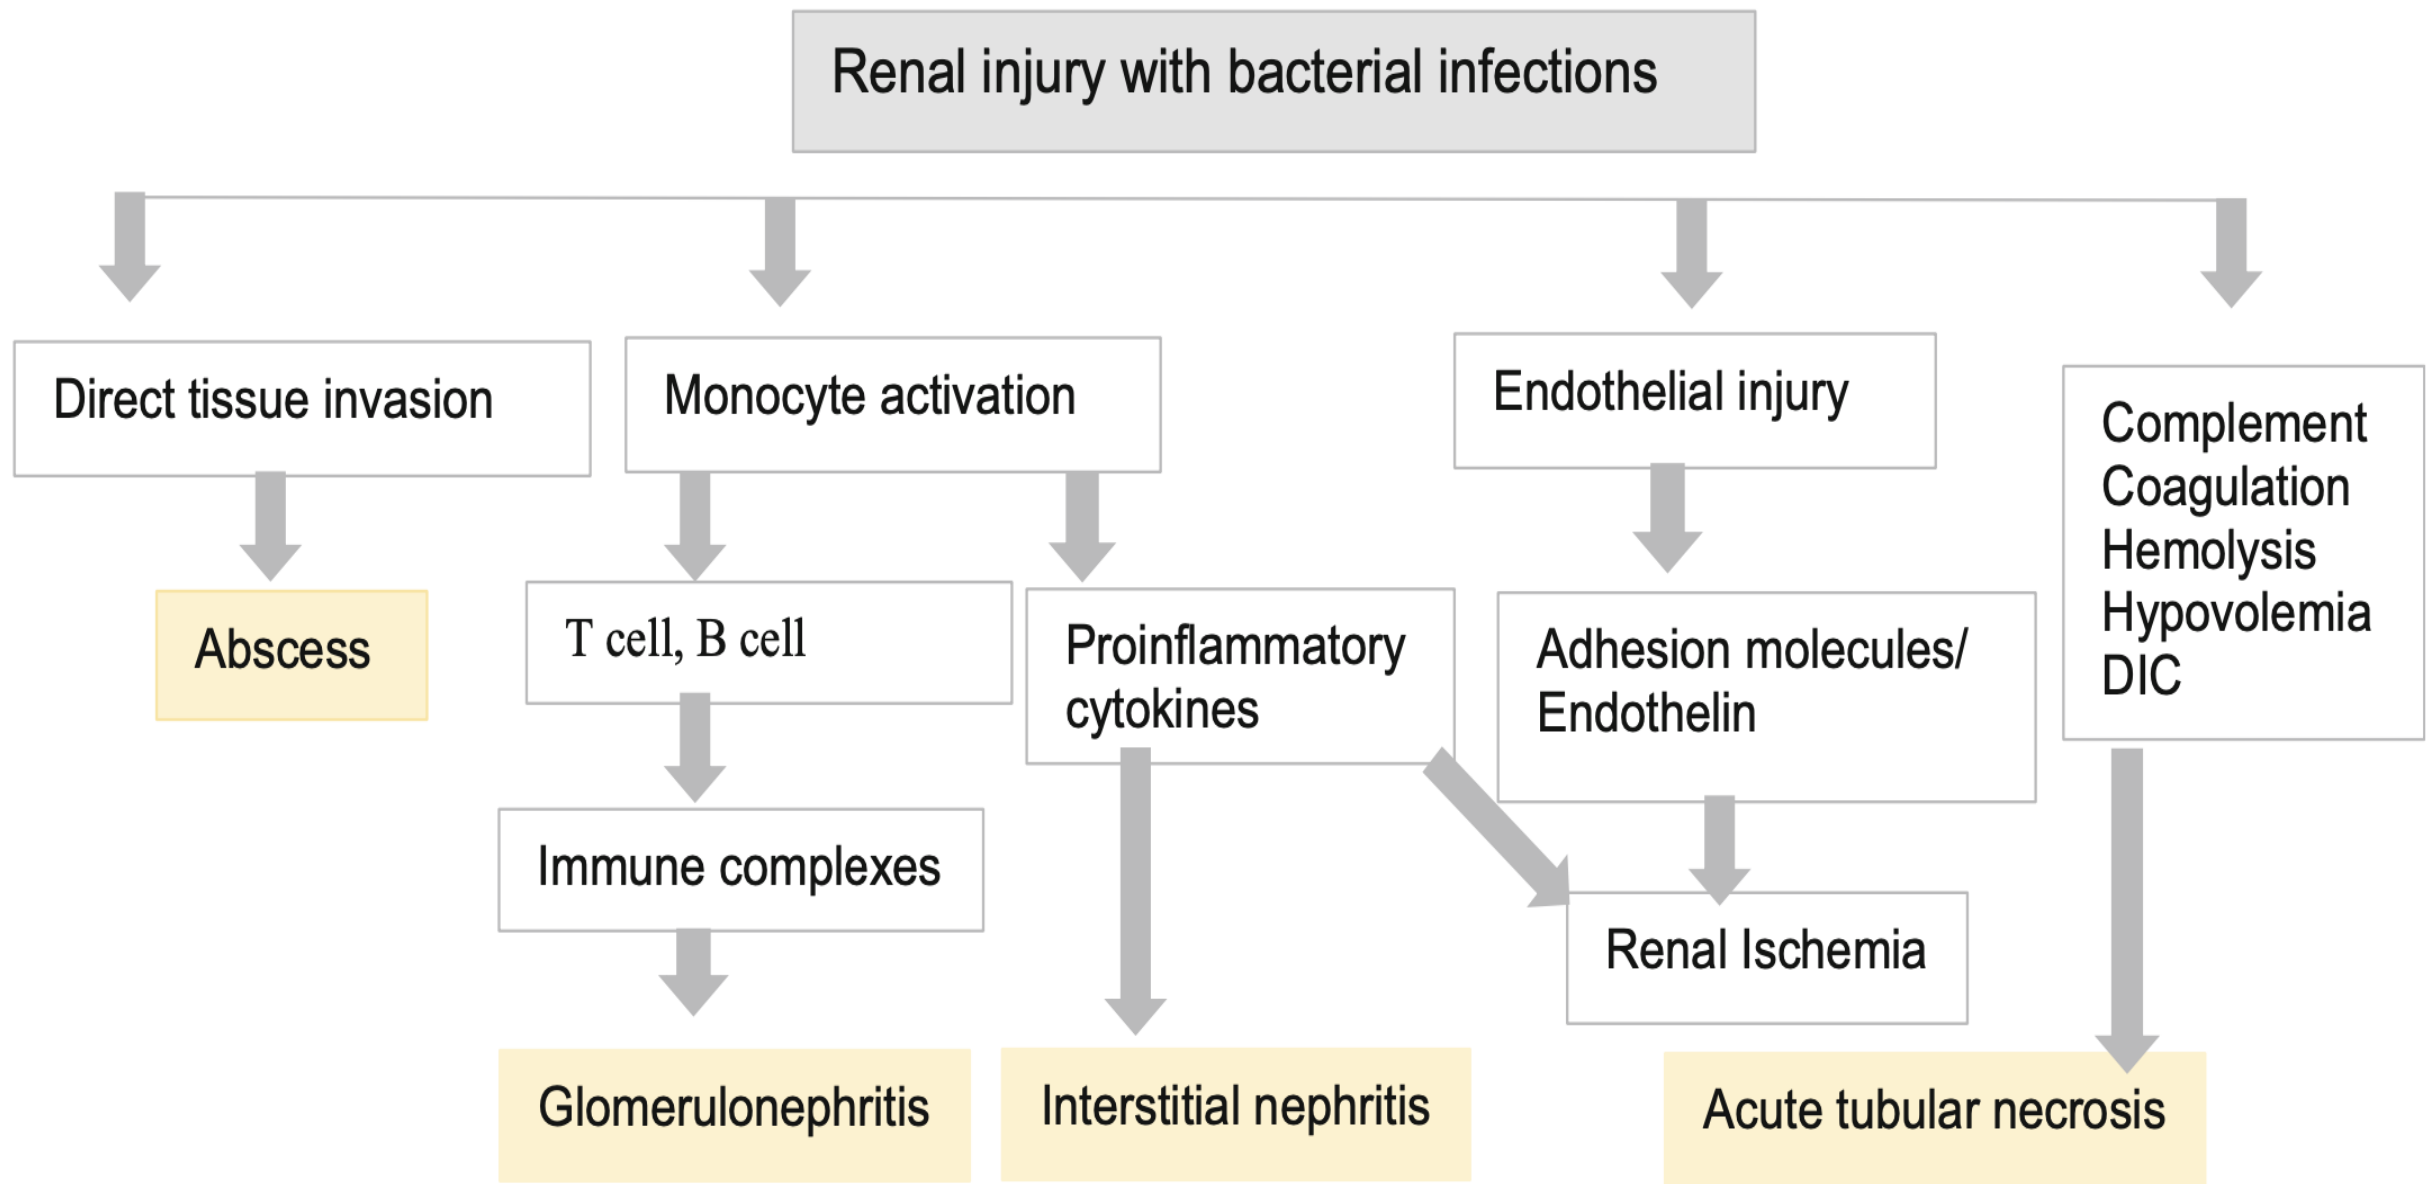 Renal injury with bacterial infections
Direct tissue invasion
Monocyte activation
Endothelial injury
Complement
Coagulation
Hemolysis
Hypovolemia
DIC
Abscess
T cell, B cell
Proinflammatory
cytokines
Adhesion molecules/
Endothelin
Immune complexes
Renal Ischemia
Glomerulonephritis
Interstitial nephritis
Acute tubular necrosis